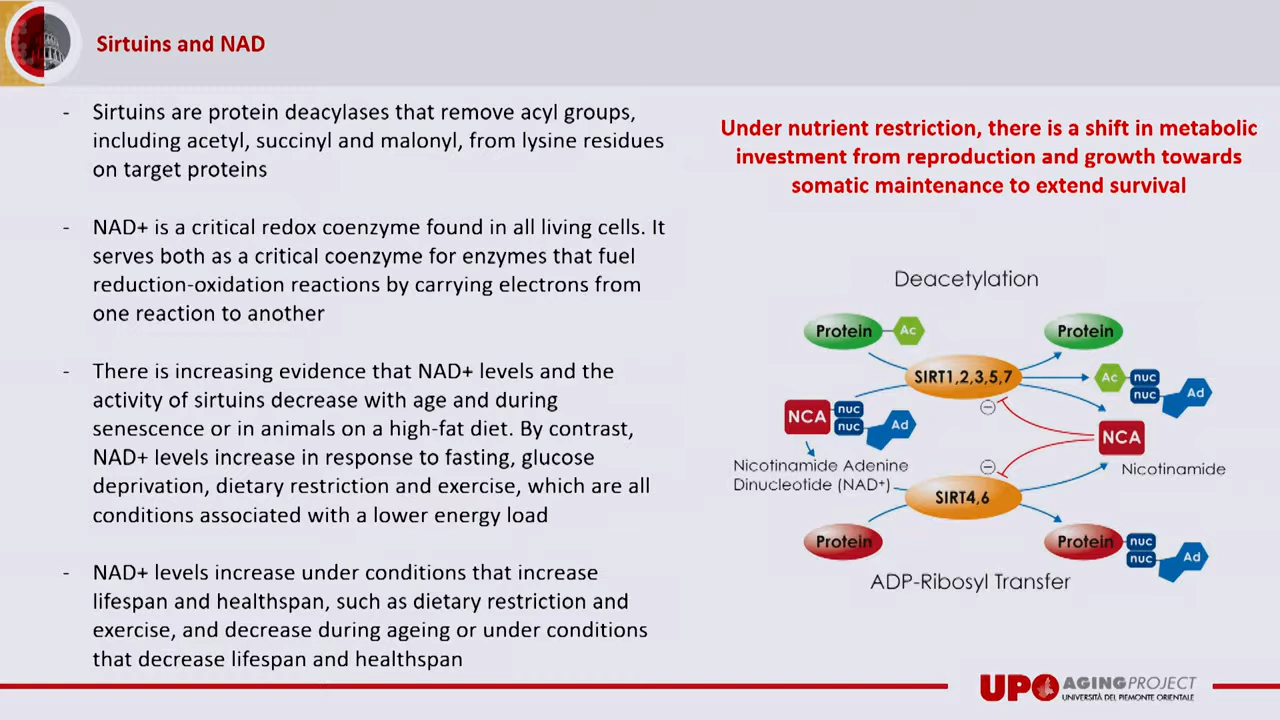 Sirtuins and NAD
- Sirtuins are protein deacylases that remove acyl groups,
including acetyl, succinyl and malonyl, from lysine residues
on target proteins
- NAD+ is a critical redox coenzyme found in all living cells. It
serves both as a critical coenzyme for enzymes that fuel
reduction-oxidation reactions by carrying electrons from
one reaction to another
- There is increasing evidence that NAD+ levels and the
activity of sirtuins decrease with age and during
senescence or in animals on a high-fat diet. By contrast,
NAD+ levels increase in response to fasting, glucose
deprivation, dietary restriction and exercise, which are all
conditions associated with a lower energy load
- NAD+ levels increase under conditions that increase
lifespan and healthspan, such as dietary restriction and
exercise, and decrease during ageing or under conditions
that decrease lifespan and healthspan
Under nutrient restriction, there is a shift in metabolic
investment from reproduction and growth towards
somatic maintenance to extend survival
Deacetylation
Protein Ac
Protein
SIRT1,2,3,5,7
Ac nuc
nuc Ad
NCA nuc
nuc Ad
NCA
Nicotinamide
Nicotinamide Adenine
Dinucleotide (NAD+)
SIRT4,6
Protein
Protein nuc
nuc Ad
ADP-Ribosyl Transfer
UPO AGINGPROJECT
UNIVERSITÀ DEL PIEMONTE ORIENTALE